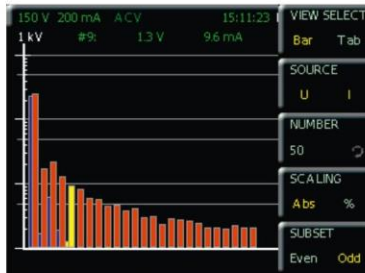 150 V 200 mA ACV 15:11:23
1 kV #9: 1.3 V 9.6 mA
VIEW SELECT
Bar Tab
SOURCE
U I
NUMBER
50
SCALING
Abs %
SUBSET
Even Odd